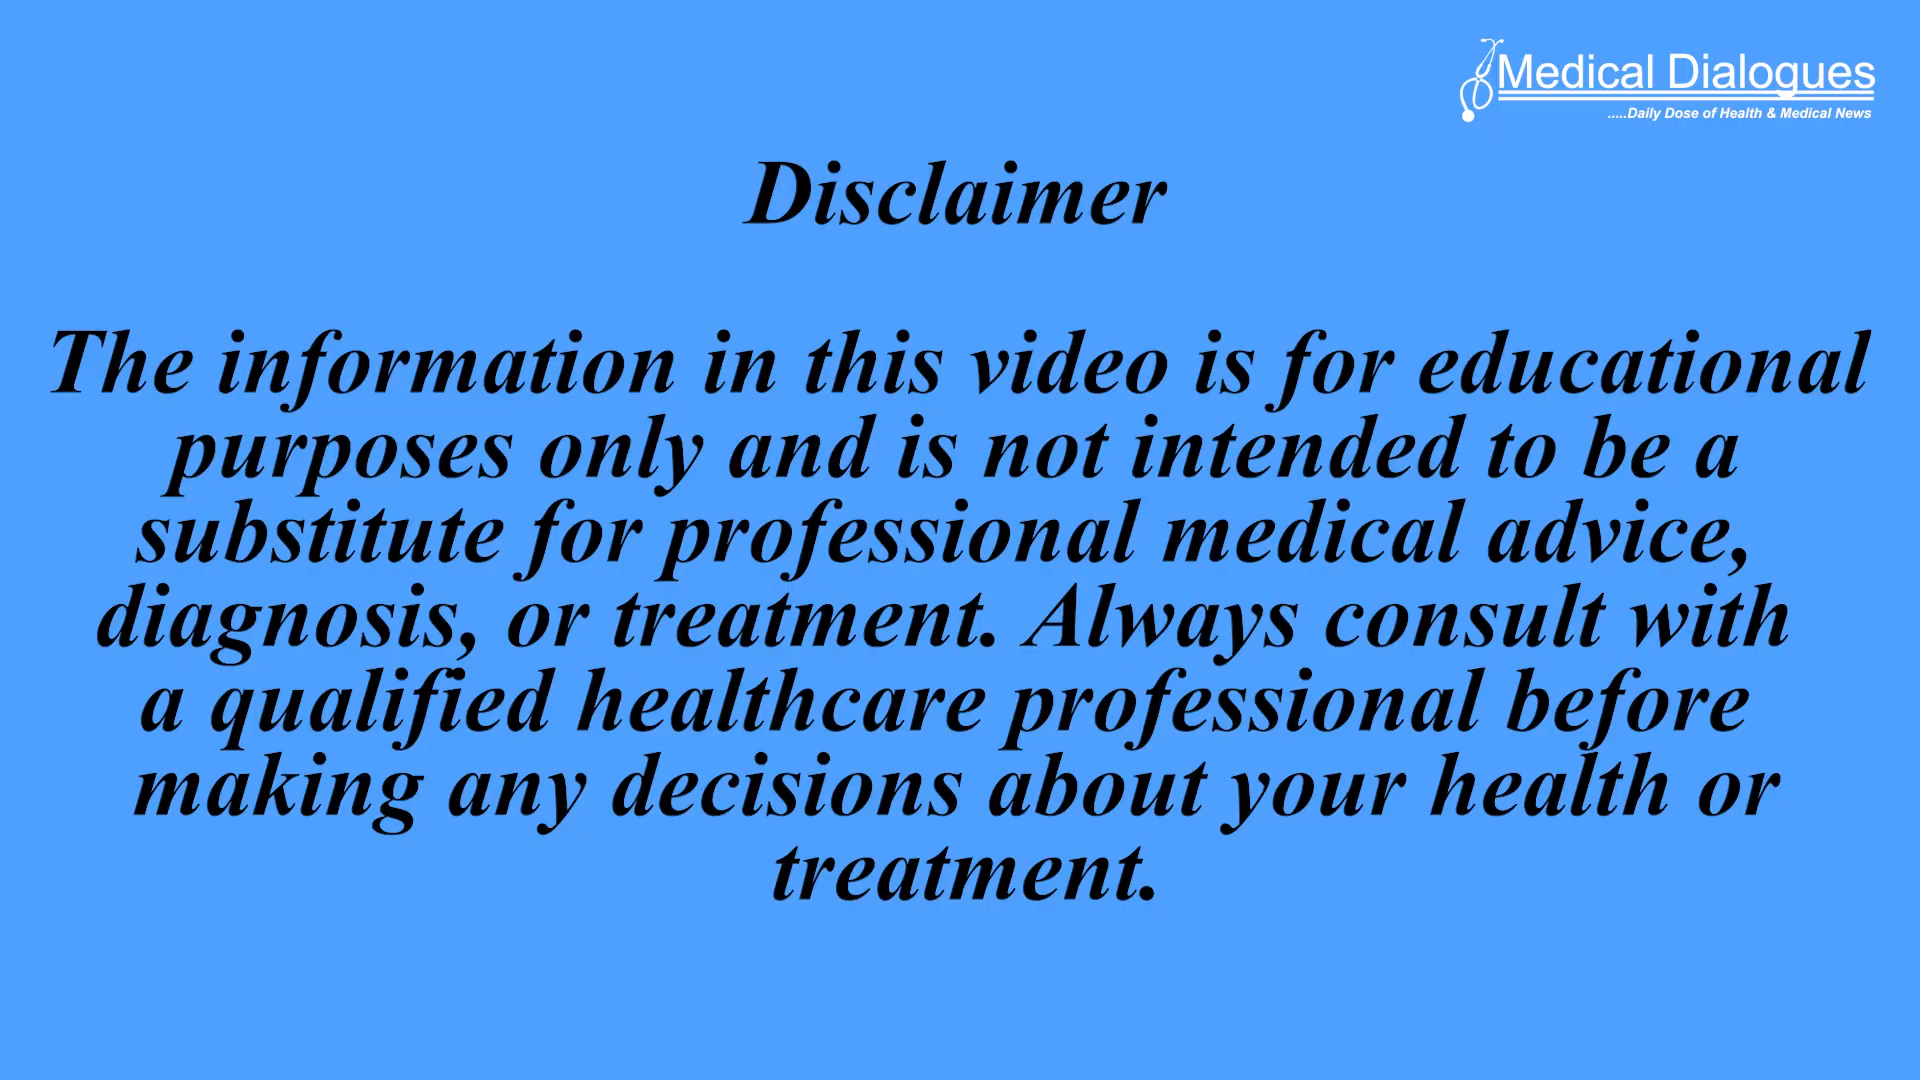 Medical Dialogues
.....Daily Dose of Health & Medical News
Disclaimer
The information in this video is for educational
purposes only and is not intended to be a
substitute for professional medical advice,
diagnosis, or treatment. Always consult with
a qualified healthcare professional before
making any decisions about your health or
treatment.